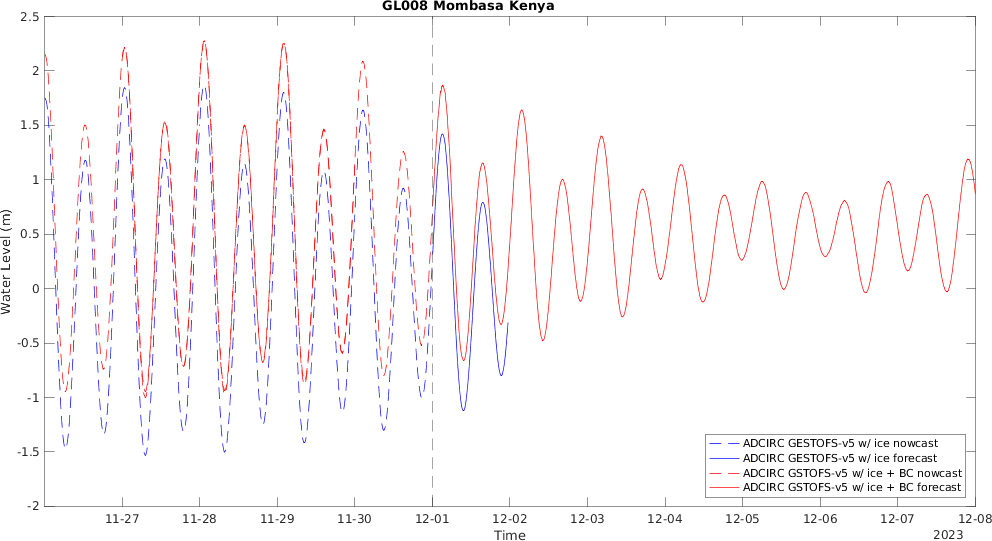 GL008 Mombasa Kenya
2.5
2
1.5
1
0.5
0
-0.5
-1
-1.5
-2
Water Level (m)
ADCIRC GESTOFS-v5 w/ ice nowcast
ADCIRC GESTOFS-v5 w/ ice forecast
ADCIRC GSTOFS-v5 w/ ice + BC nowcast
ADCIRC GSTOFS-v5 w/ ice + BC forecast
11-27 11-28 11-29 11-30 12-01 12-02 12-03 12-04 12-05 12-06 12-07 12-08
Time
2023